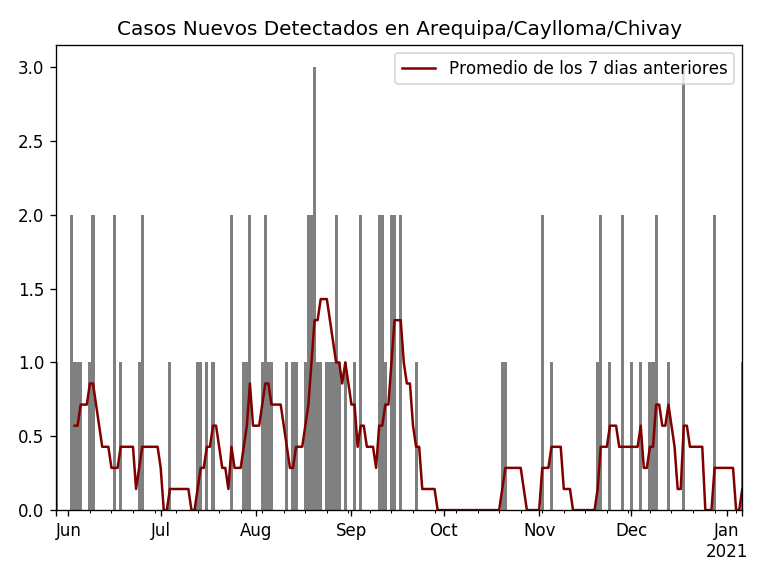 Casos Nuevos Detectados en Arequipa/Caylloma/Chivay
Promedio de los 7 dias anteriores
3.0
2.5
2.0
1.5
1.0
0.5
0.0
Jun
Jul
Aug
Sep
Oct
Nov
Dec
Jan
2021